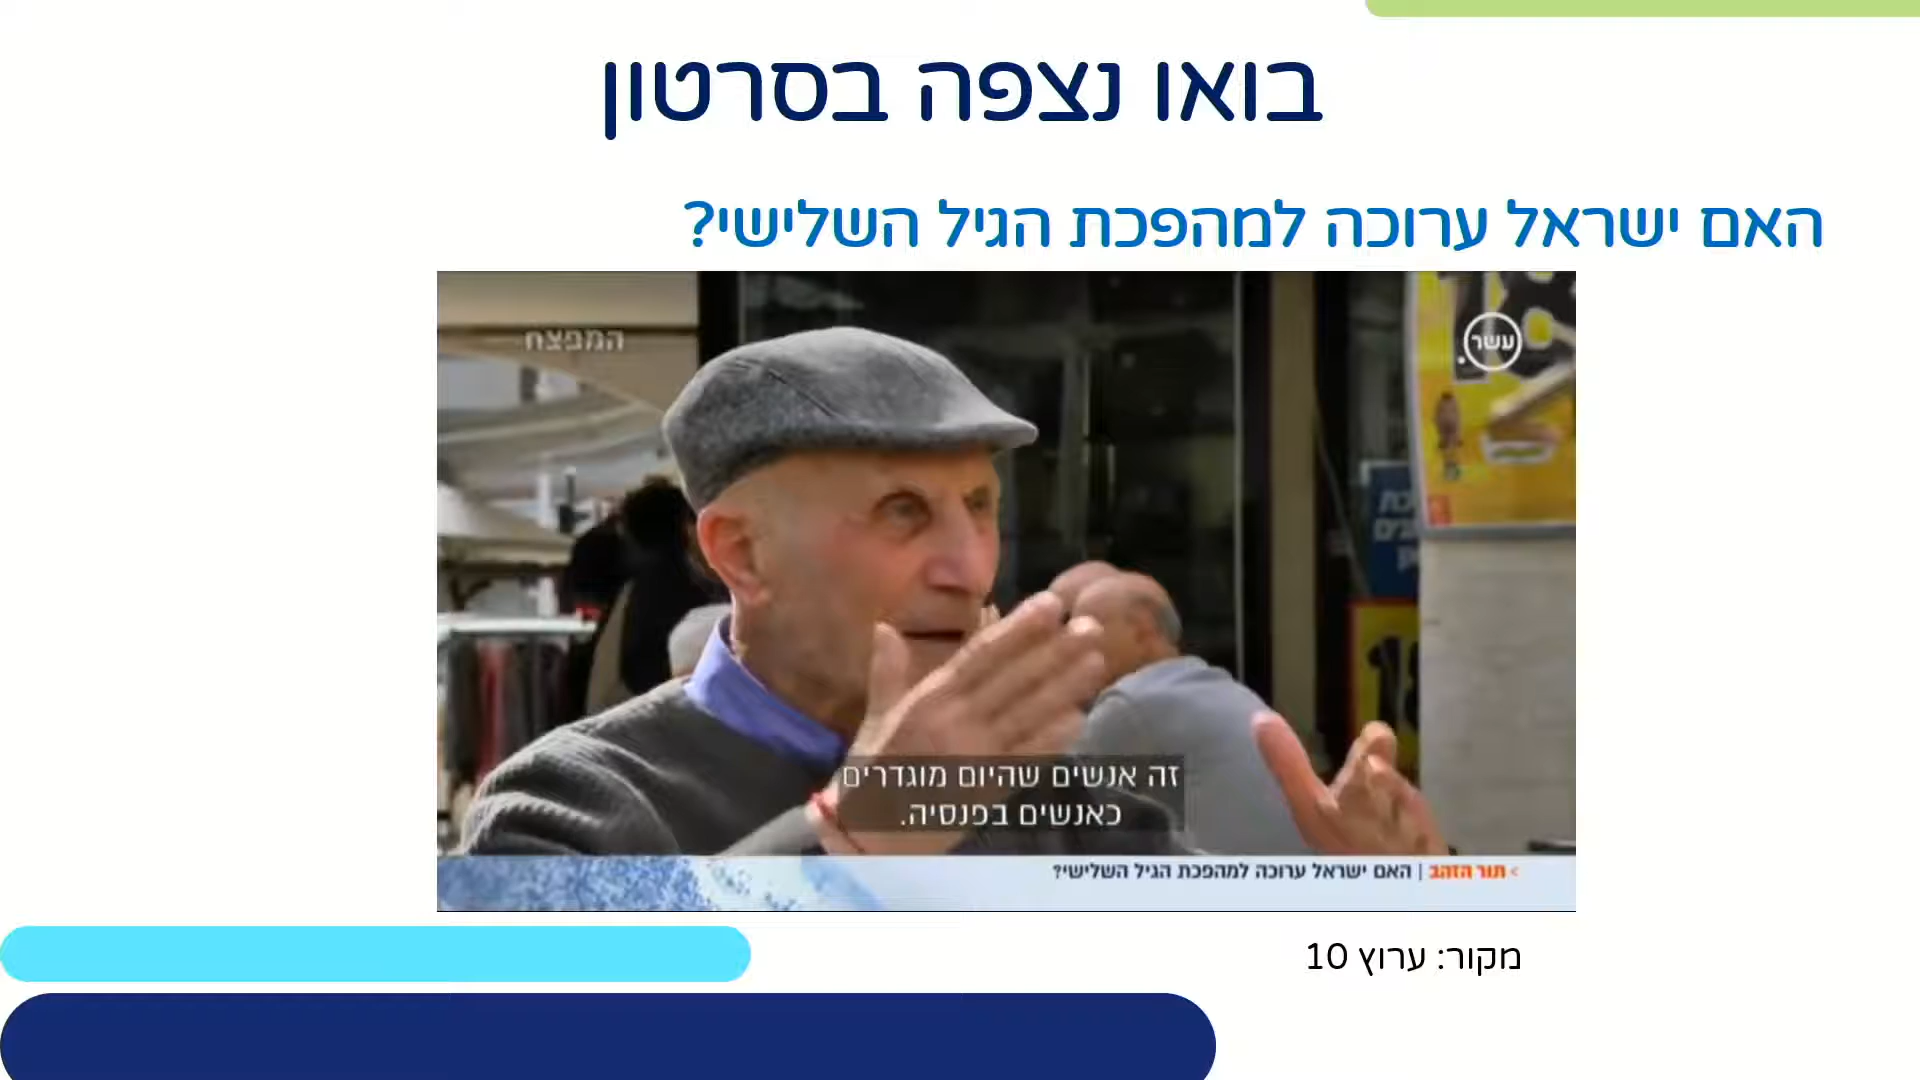 בואו נצפה בסרטון
האם ישראל ערוכה למהפכת הגיל השלישי?
המפצח
עשר.
זה אנשים שהיום מוגדרים
כאנשים בפנסיה.
> תור הזהב | האם ישראל ערוכה למהפכת הגיל השלישי?
מקור: ערוץ 10